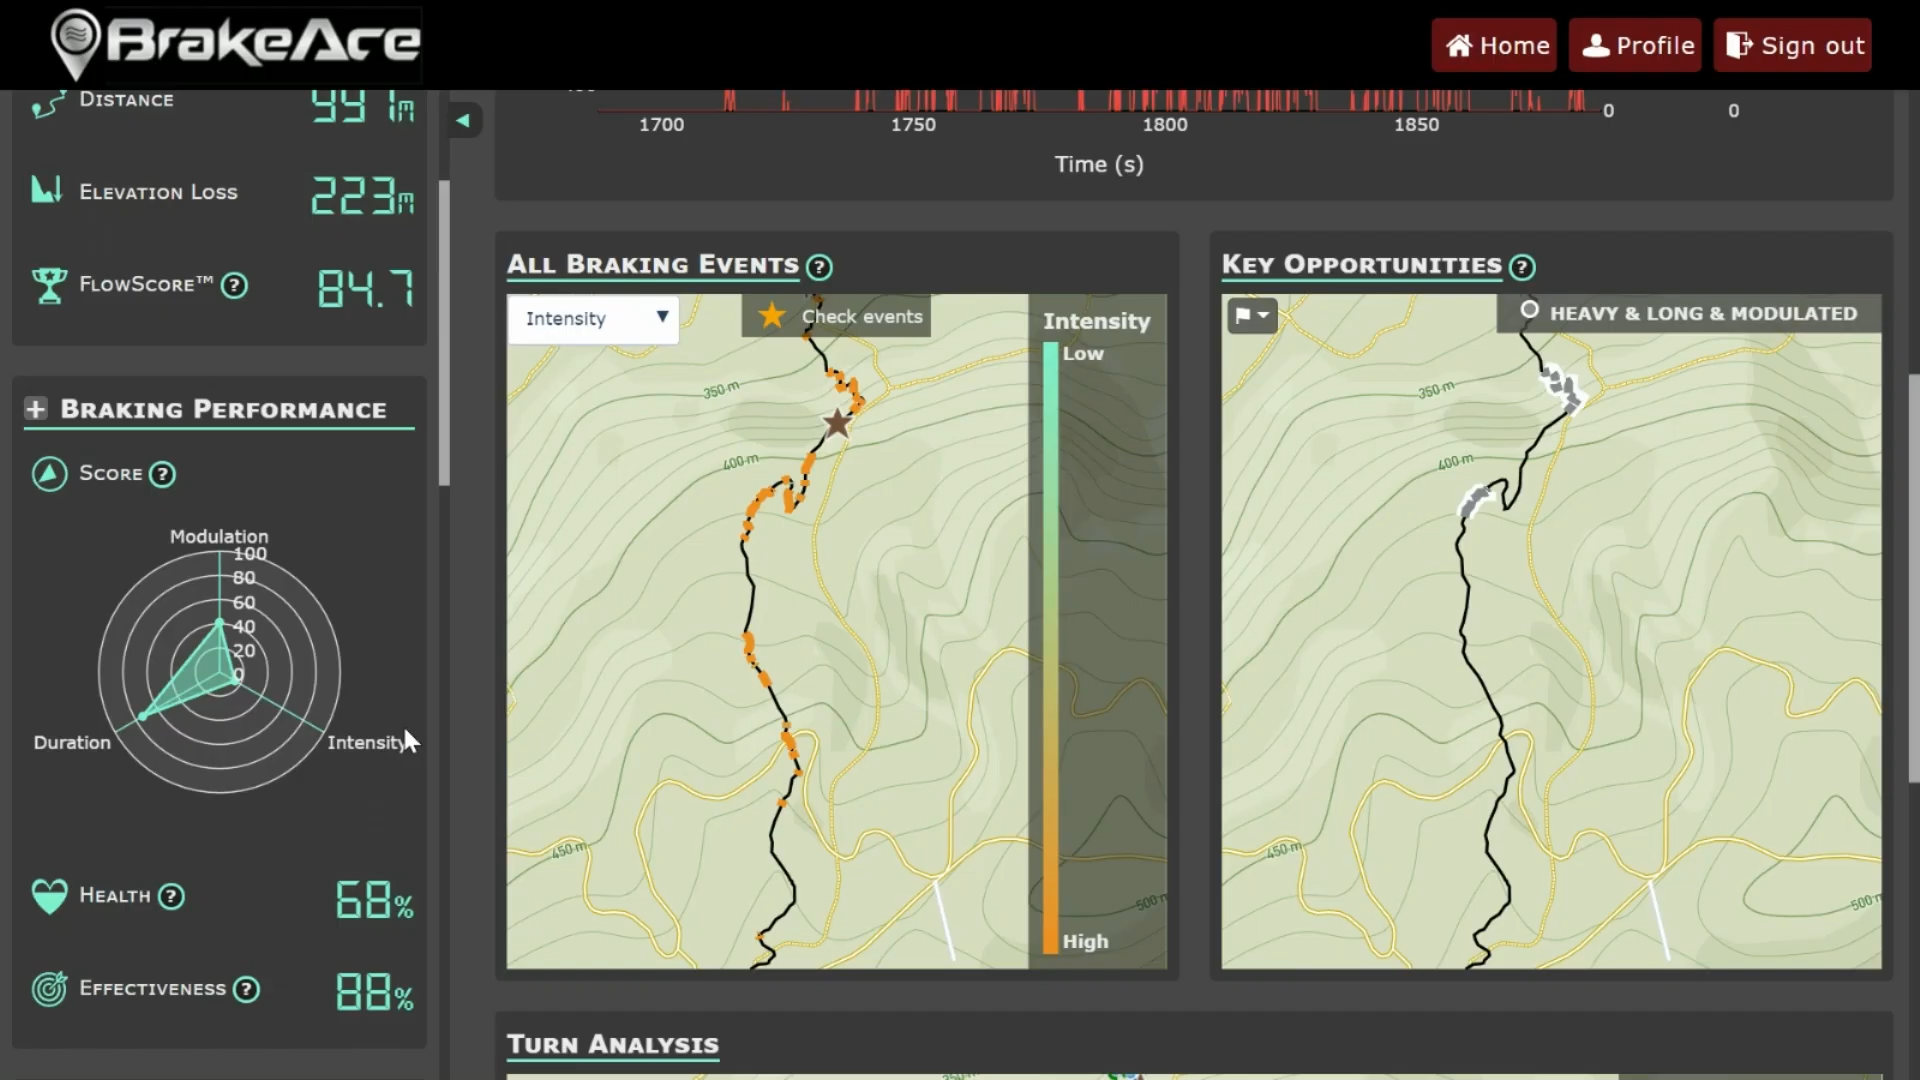 BrakeAce
Home
Profile
Sign out
Distance
991m
Elevation Loss
223m
FlowScore™ ?
84.7
+ Braking Performance
Score ?
Modulation
100
80
60
40
20
0
Duration
Intensity
Health ?
68%
Effectiveness ?
88%
1700
1750
1800
1850
0
0
Time (s)
All Braking Events ?
Intensity
Check events
Intensity
Low
High
350 m
400 m
450 m
500 m
Key Opportunities ?
HEAVY & LONG & MODULATED
350 m
400 m
450 m
500 m
Turn Analysis